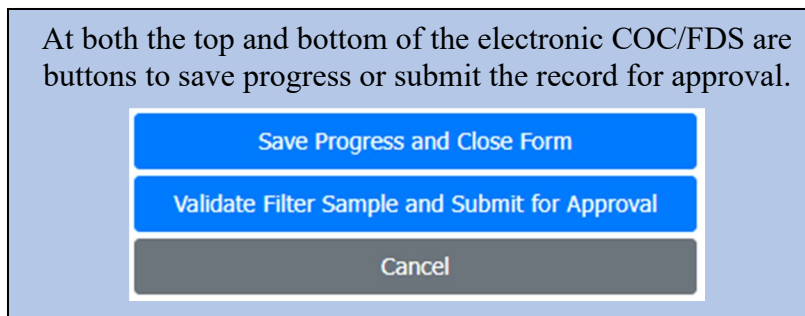 At both the top and bottom of the electronic COC/FDS are
buttons to save progress or submit the record for approval.
Save Progress and Close Form
Validate Filter Sample and Submit for Approval
Cancel